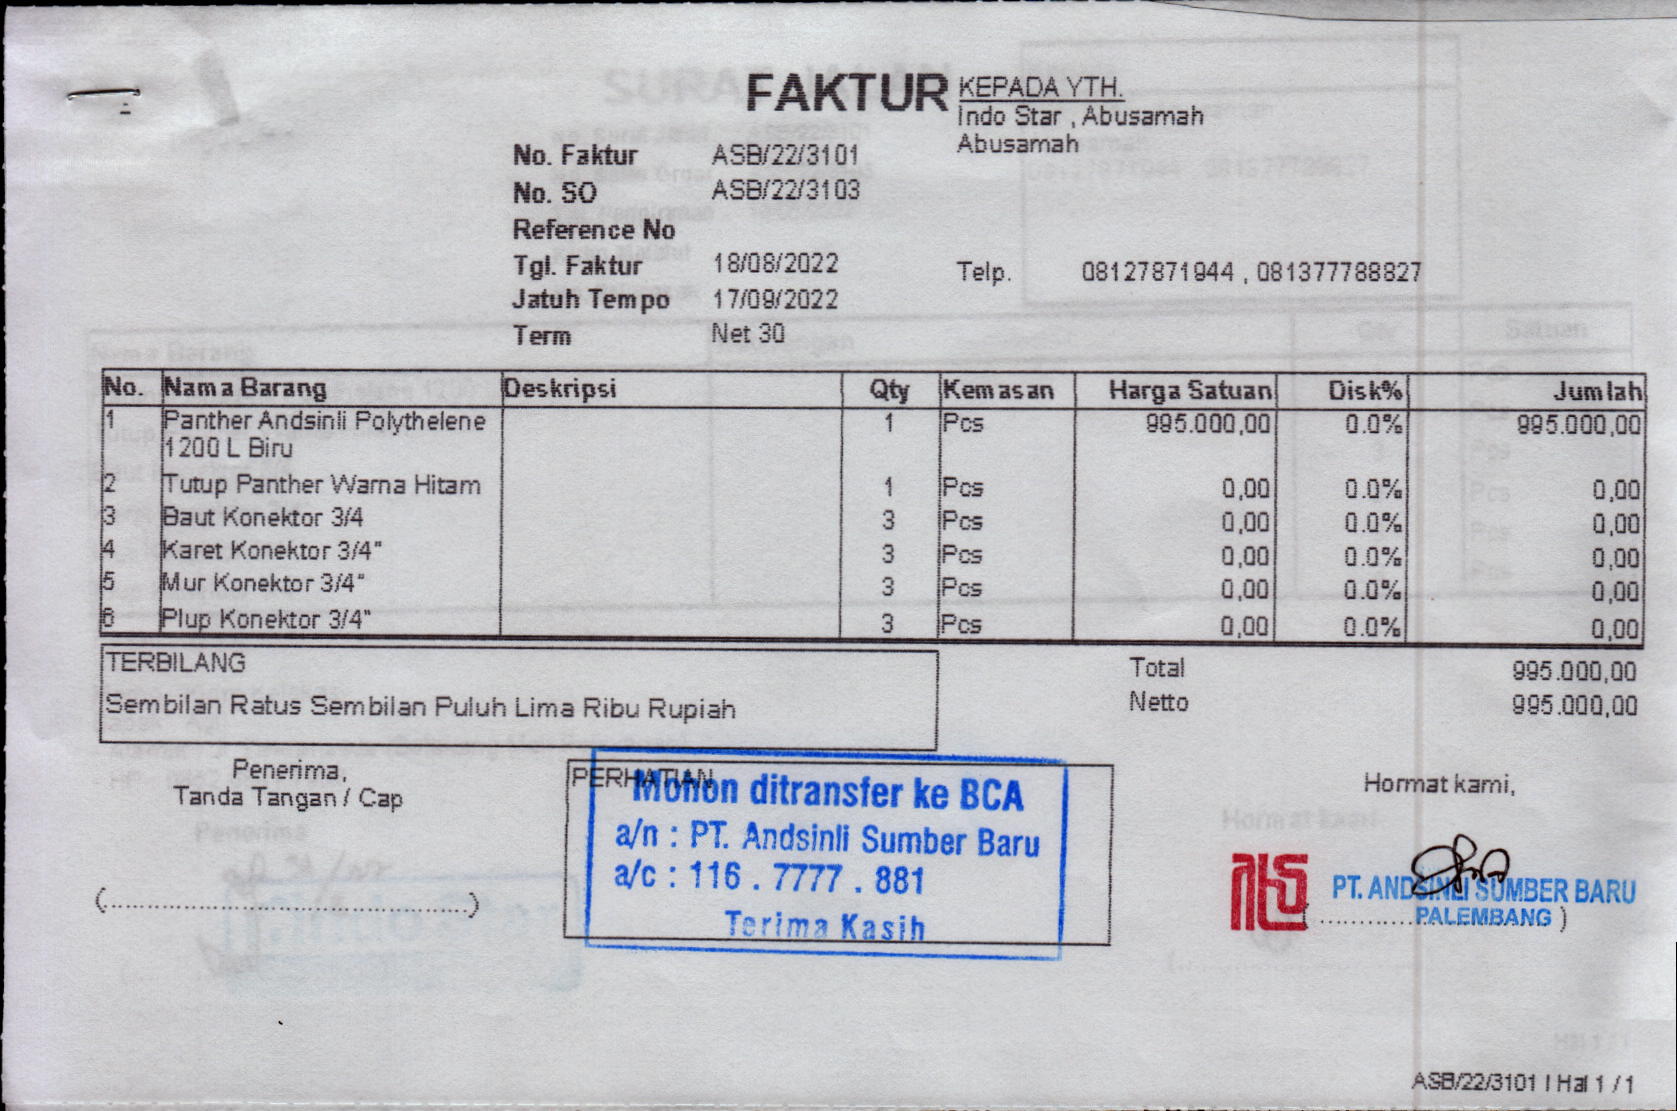 FAKTUR
KEPADA YTH.
Indo Star , Abusamah
Abusamah
No. Faktur ASB/22/3101
No. SO ASB/22/3103
Reference No
Tgl. Faktur 18/08/2022
Jatuh Tempo 17/09/2022
Term Net 30
Telp. 08127871944 , 081377788827
No. Nama Barang Deskripsi Qty Kemasan Harga Satuan Disk% Jumlah
1 Panther Andsinli Polythelene 1 Pcs 995.000,00 0.0% 995.000,00
1200 L Biru
2 Tutup Panther Warna Hitam 1 Pcs 0,00 0.0% 0,00
3 Baut Konektor 3/4 3 Pcs 0,00 0.0% 0,00
4 Karet Konektor 3/4" 3 Pcs 0,00 0.0% 0,00
5 Mur Konektor 3/4" 3 Pcs 0,00 0.0% 0,00
6 Plup Konektor 3/4" 3 Pcs 0,00 0.0% 0,00
TERBILANG
Sembilan Ratus Sembilan Puluh Lima Ribu Rupiah
Total 995.000,00
Netto 995.000,00
Penerima,
Tanda Tangan / Cap
(..................................................)
PERHATIAN
Mohon ditransfer ke BCA
a/n : PT. Andsinli Sumber Baru
a/c : 116 . 7777 . 881
Terima Kasih
Hormat kami,
PT. ANDSINLI SUMBER BARU
PALEMBANG
ASB/22/3101 | Hal 1 / 1